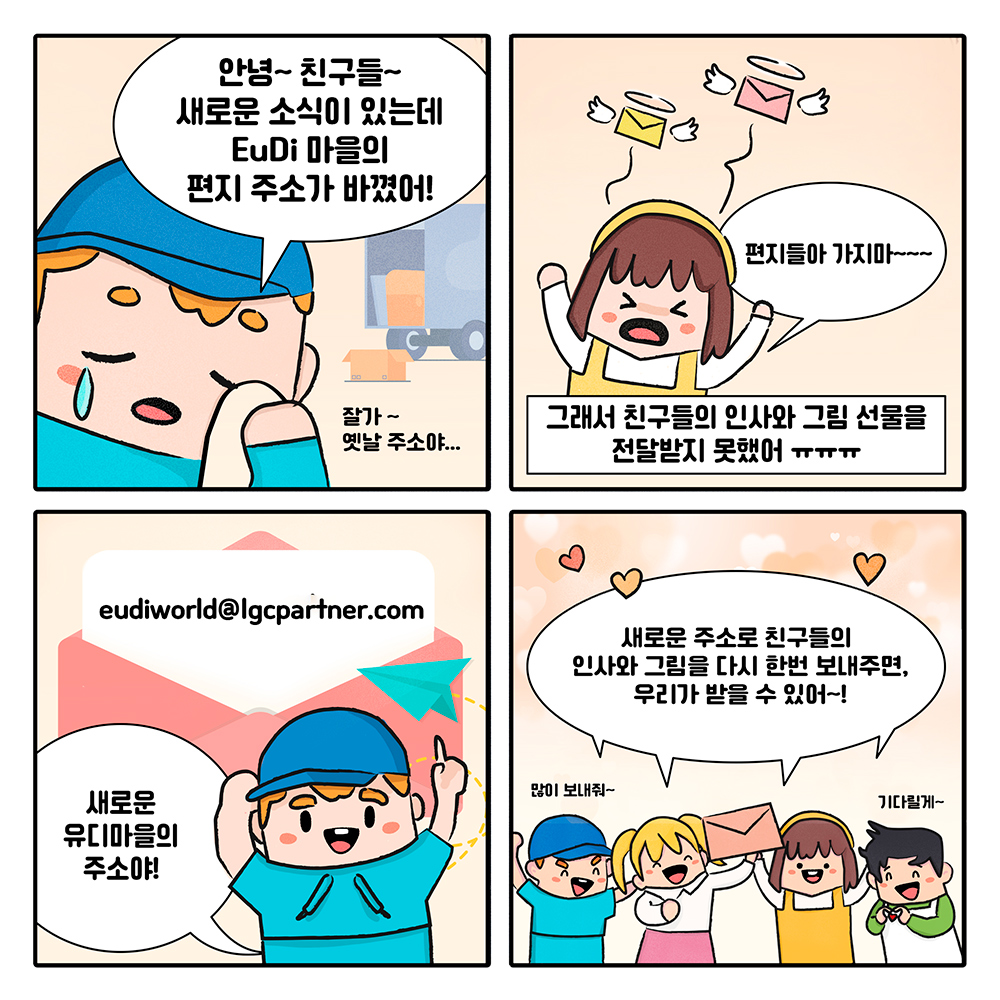 안녕~ 친구들~
새로운 소식이 있는데
EuDi 마을의
편지 주소가 바꼈어!
잘가 ~
옛날 주소야...
편지들아 가지마~~~
그래서 친구들의 인사와 그림 선물을
전달받지 못했어 ㅠㅠㅠ
eudiworld@lgcpartner.com
새로운
유디마을의
주소야!
새로운 주소로 친구들의
인사와 그림을 다시 한번 보내주면,
우리가 받을 수 있어~!
많이 보내줘~
기다릴게~